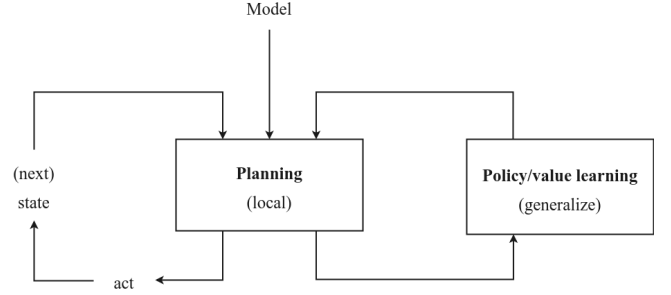 Model
(next)
state
Planning
(local)
Policy/value learning
(generalize)
act